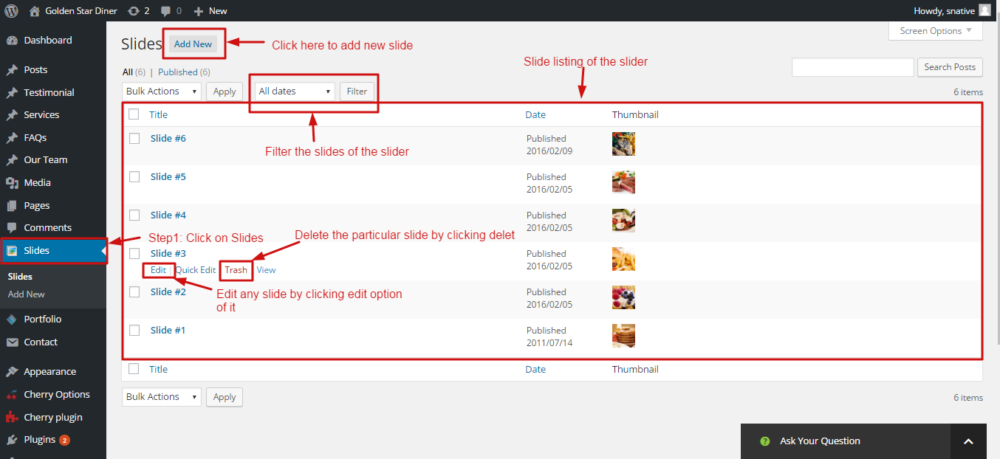 Golden Star Diner 2 0 New Howdy, snative
Dashboard
Posts
Testimonial
Services
FAQs
Our Team
Media
Pages
Comments
Slides
Slides
Add New
Portfolio
Contact
Appearance
Cherry Options
Cherry plugin
Plugins 2
Screen Options
Slides Add New Click here to add new slide
Slide listing of the slider
All (6) | Published (6)
Search Posts
Bulk Actions Apply All dates Filter 6 items
Title Date Thumbnail
Slide #6 Published
2016/02/09
Filter the slides of the slider
Slide #5 Published
2016/02/05
Slide #4 Published
2016/02/05
Step1: Click on Slides Delete the particular slide by clicking delet
Slide #3 Published
2016/02/05
Edit | Quick Edit Trash View
Slide #2 Published
2016/02/05
Edit any slide by clicking edit option
of it
Slide #1 Published
2011/07/14
Title Date Thumbnail
Bulk Actions Apply 6 items
? Ask Your Question